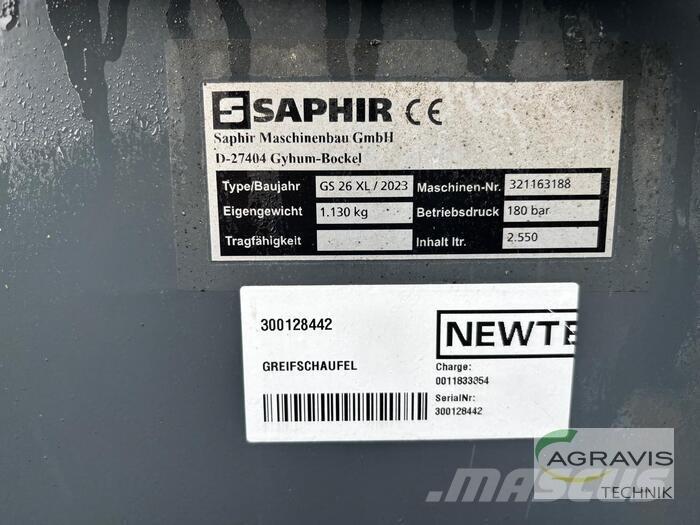 SAPHIR CE
Saphir Maschinenbau GmbH
D-27404 Gyhum-Bockel
Type/Baujahr GS 26 XL / 2023 Maschinen-Nr. 321163188
Eigengewicht 1.130 kg Betriebsdruck 180 bar
Tragfähigkeit Inhalt ltr. 2.550
300128442
NEWTE
GREIFSCHAUFEL
Charge:
0011833354
SerialNr:
300128442
AGRAVIS
TECHNIK
MASCUS